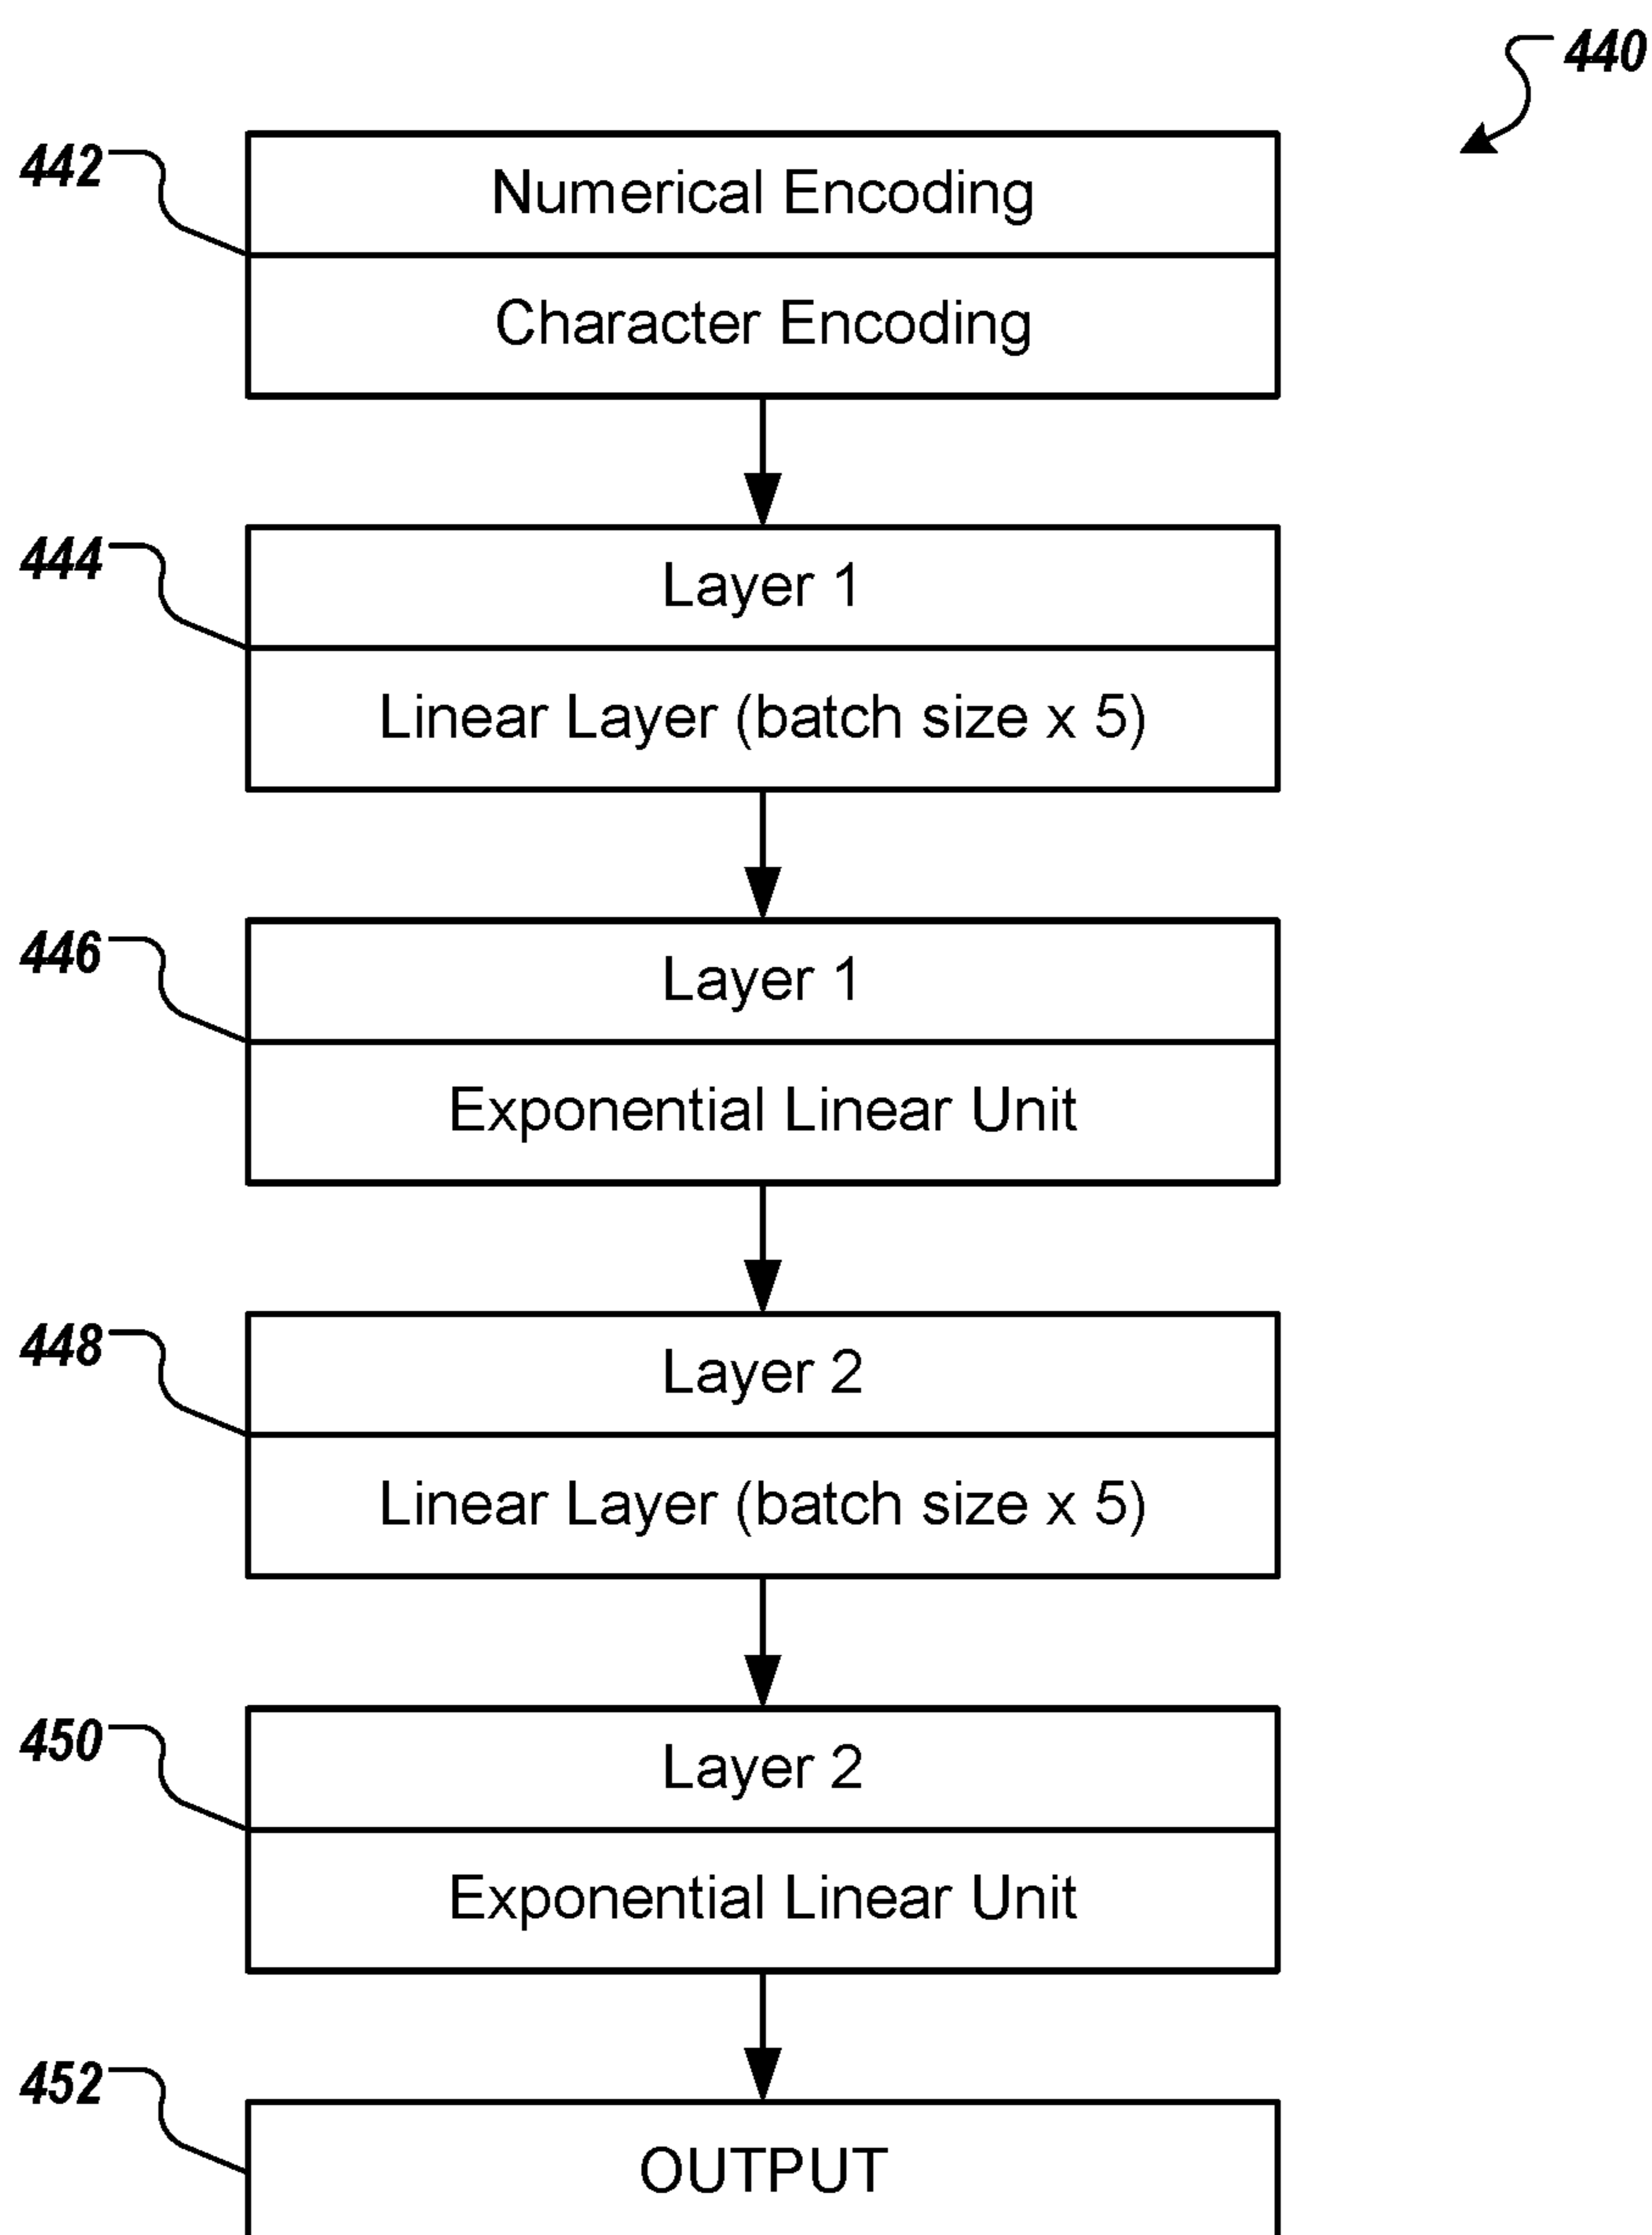 440
442
Numerical Encoding
Character Encoding
444
Layer 1
Linear Layer (batch size x 5)
446
Layer 1
Exponential Linear Unit
448
Layer 2
Linear Layer (batch size x 5)
450
Layer 2
Exponential Linear Unit
452
OUTPUT